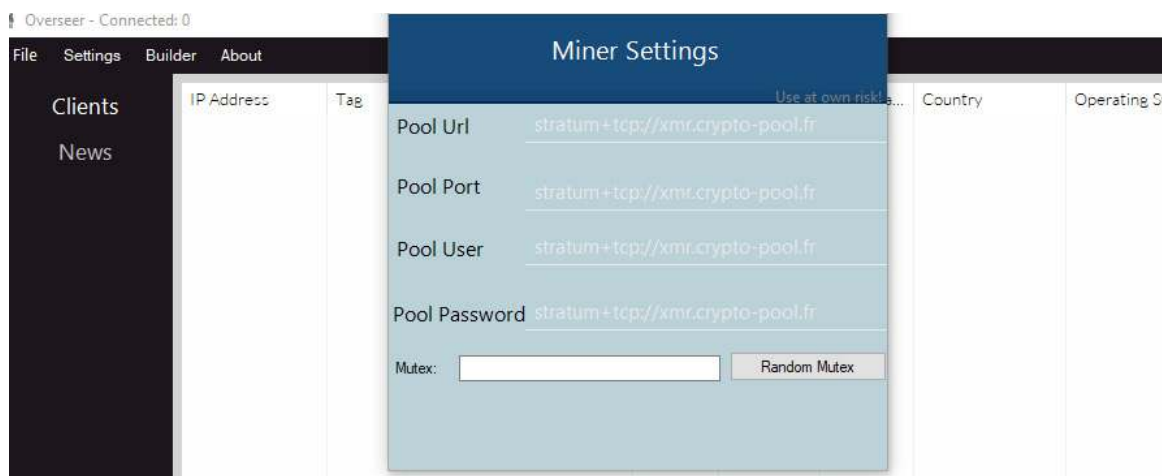 Overseer - Connected: 0
File Settings Builder About
Clients
News
IP Address Tag a... Country Operating S
Miner Settings
Use at own risk!
Pool Url stratum+tcp://xmr.crypto-pool.fr
Pool Port stratum+tcp://xmr.crypto-pool.fr
Pool User stratum+tcp://xmr.crypto-pool.fr
Pool Password stratum+tcp://xmr.crypto-pool.fr
Mutex: Random Mutex